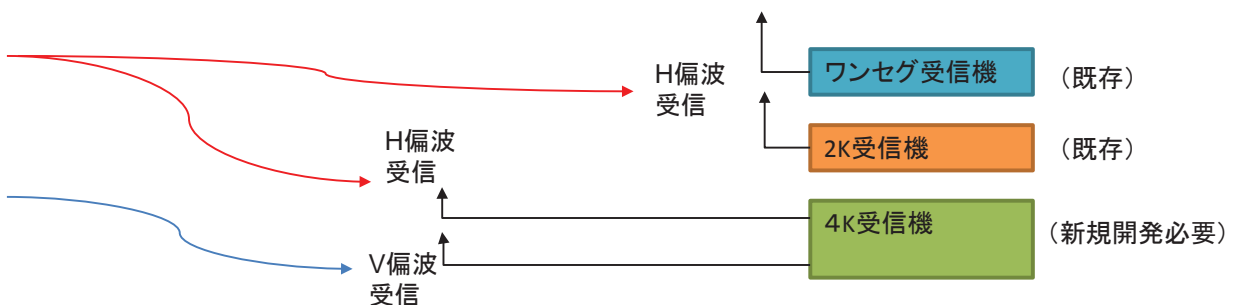 H偏波
受信
ワンセグ受信機
（既存）
2K受信機
（既存）
H偏波
受信
４K受信機
（新規開発必要）
V偏波
受信